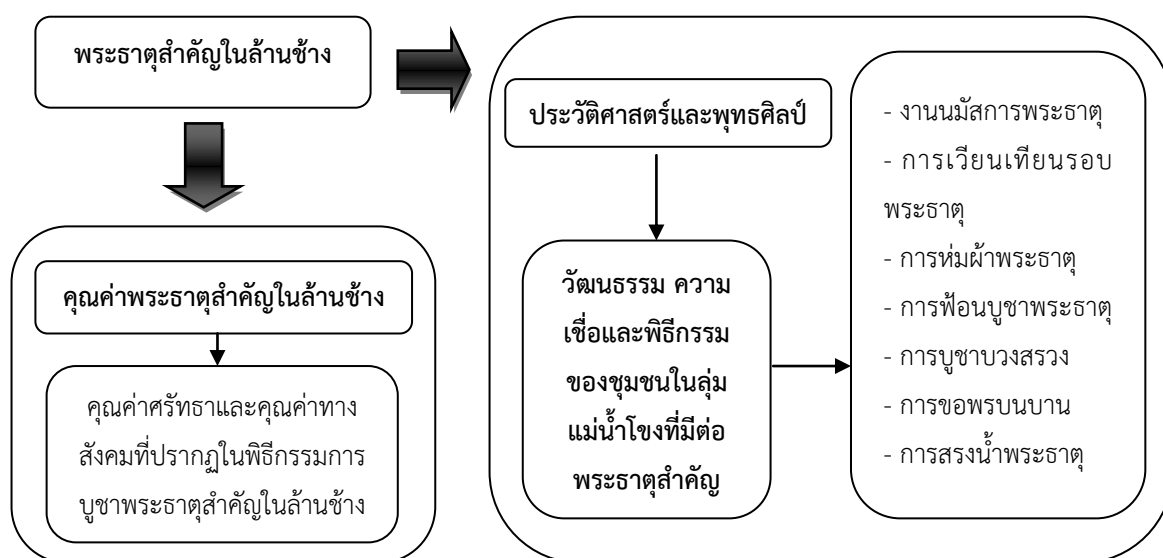 พระธาตุสำคัญในล้านช้าง
ประวัติศาสตร์และพุทธศิลป์
วัฒนธรรม ความ
เชื่อและพิธีกรรม
ของชุมชนในลุ่ม
แม่น้ำโขงที่มีต่อ
พระธาตุสำคัญ
- งานนมัสการพระธาตุ
- การเวียนเทียนรอบ
พระธาตุ
- การห่มผ้าพระธาตุ
- การฟ้อนบูชาพระธาตุ
- การบูชาบวงสรวง
- การขอพรบนบาน
- การสรงน้ำพระธาตุ
คุณค่าพระธาตุสำคัญในล้านช้าง
คุณค่าศรัทธาและคุณค่าทาง
สังคมที่ปรากฏในพิธีกรรมการ
บูชาพระธาตุสำคัญในล้านช้าง